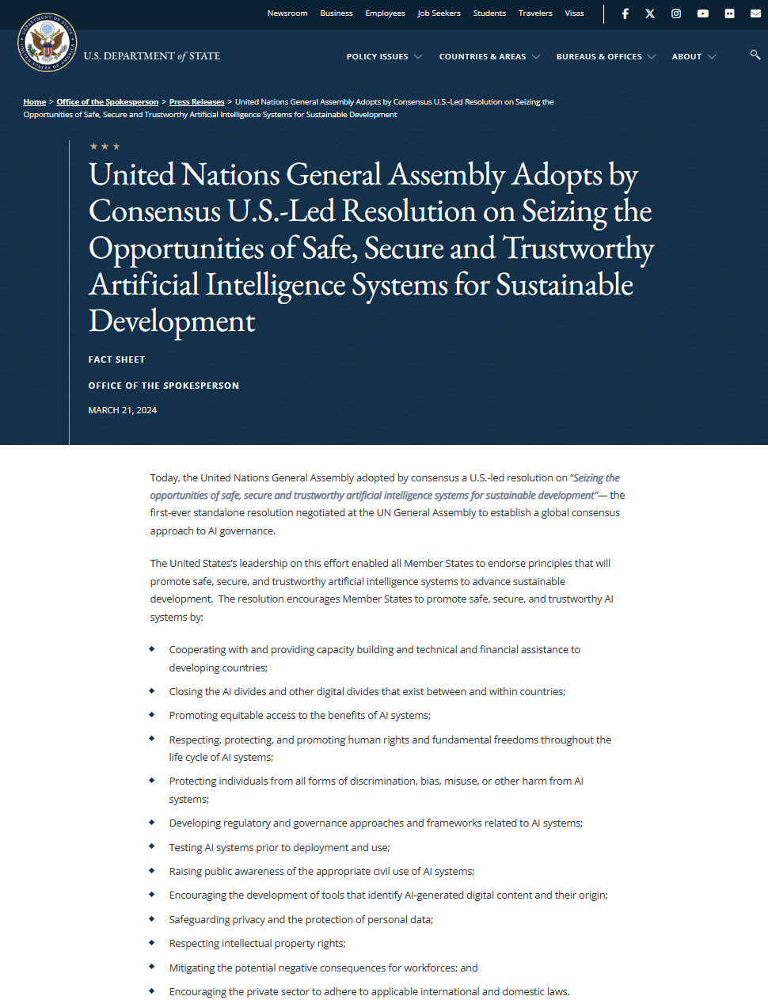 Newsroom Business Employees Job Seekers Students Travelers Visas
DEPARTMENT OF STATE
UNITED STATES OF AMERICA
U.S. DEPARTMENT of STATE
POLICY ISSUES COUNTRIES & AREAS BUREAUS & OFFICES ABOUT
Home > Office of the Spokesperson > Press Releases > United Nations General Assembly Adopts by Consensus U.S.-Led Resolution on Seizing the
Opportunities of Safe, Secure and Trustworthy Artificial Intelligence Systems for Sustainable Development
United Nations General Assembly Adopts by
Consensus U.S.-Led Resolution on Seizing the
Opportunities of Safe, Secure and Trustworthy
Artificial Intelligence Systems for Sustainable
Development
FACT SHEET
OFFICE OF THE SPOKESPERSON
MARCH 21, 2024
Today, the United Nations General Assembly adopted by consensus a U.S.-led resolution on “Seizing the
opportunities of safe, secure and trustworthy artificial intelligence systems for sustainable development”— the
first-ever standalone resolution negotiated at the UN General Assembly to establish a global consensus
approach to AI governance.
The United States’s leadership on this effort enabled all Member States to endorse principles that will
promote safe, secure, and trustworthy artificial intelligence systems to advance sustainable
development.  The resolution encourages Member States to promote safe, secure, and trustworthy AI
systems by:
Cooperating with and providing capacity building and technical and financial assistance to
developing countries;
Closing the AI divides and other digital divides that exist between and within countries;
Promoting equitable access to the benefits of AI systems;
Respecting, protecting, and promoting human rights and fundamental freedoms throughout the
life cycle of AI systems;
Protecting individuals from all forms of discrimination, bias, misuse, or other harm from AI
systems;
Developing regulatory and governance approaches and frameworks related to AI systems;
Testing AI systems prior to deployment and use;
Raising public awareness of the appropriate civil use of AI systems;
Encouraging the development of tools that identify AI-generated digital content and their origin;
Safeguarding privacy and the protection of personal data;
Respecting intellectual property rights;
Mitigating the potential negative consequences for workforces; and
Encouraging the private sector to adhere to applicable international and domestic laws.